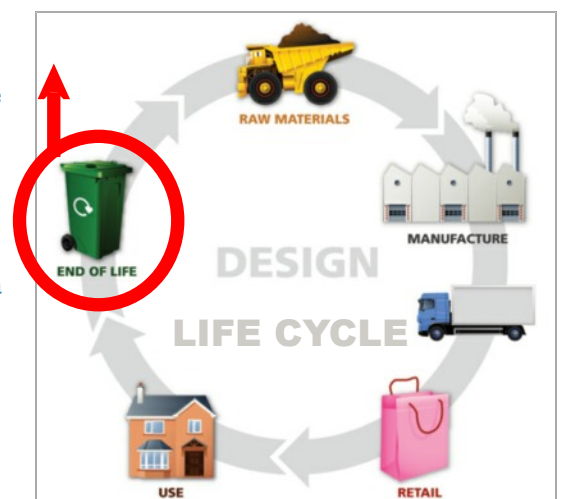 RAW MATERIALS
MANUFACTURE
END OF LIFE
DESIGN
LIFE CYCLE
USE
RETAIL